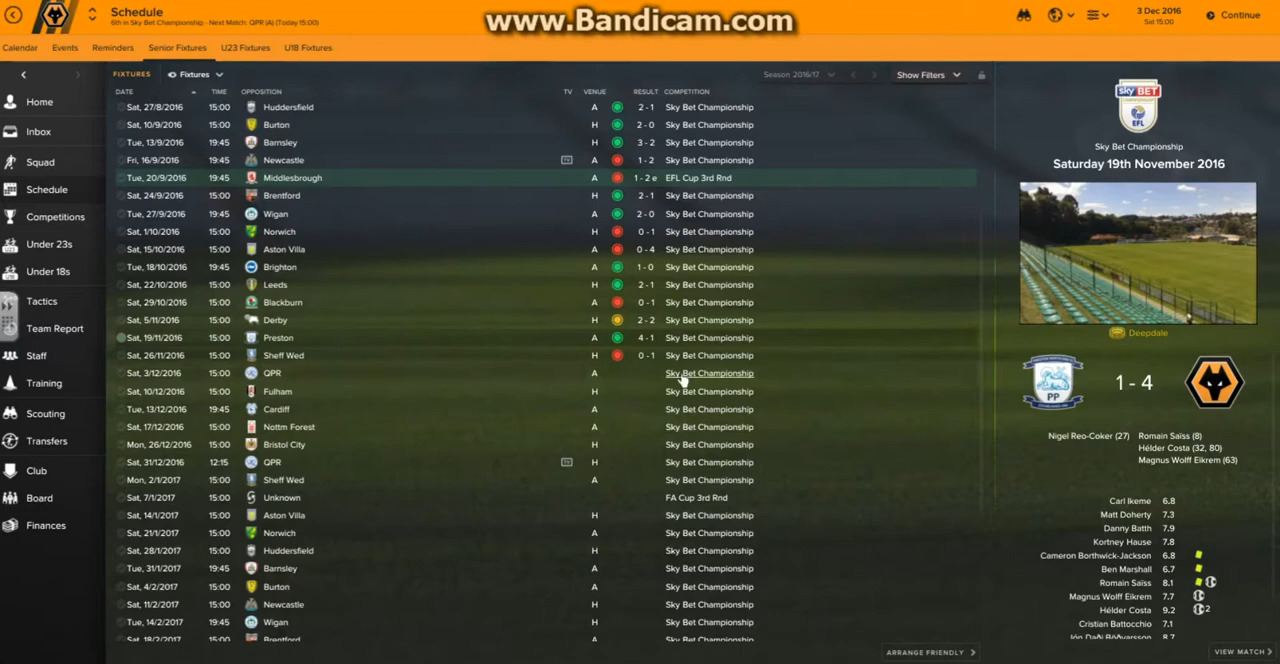 Schedule
6th in Sky Bet Championship - Next Match: QPR (A) (Today 15:00)
www.Bandicam.com
3 Dec 2016
Sat 15:00
Continue
Calendar Events Reminders Senior Fixtures U23 Fixtures U18 Fixtures
FIXTURES Fixtures Season 2016/17 Show Filters
DATE TIME OPPOSITION TV VENUE RESULT COMPETITION
Sat, 27/8/2016 15:00 Huddersfield A 2 - 1 Sky Bet Championship
Sat, 10/9/2016 15:00 Burton H 2 - 0 Sky Bet Championship
Tue, 13/9/2016 19:45 Barnsley H 3 - 2 Sky Bet Championship
Fri, 16/9/2016 19:45 Newcastle A 1 - 2 Sky Bet Championship
Tue, 20/9/2016 19:45 Middlesbrough A 1 - 2 e EFL Cup 3rd Rnd
Sat, 24/9/2016 15:00 Brentford H 2 - 1 Sky Bet Championship
Tue, 27/9/2016 19:45 Wigan A 2 - 0 Sky Bet Championship
Sat, 1/10/2016 15:00 Norwich H 0 - 1 Sky Bet Championship
Sat, 15/10/2016 15:00 Aston Villa A 0 - 4 Sky Bet Championship
Tue, 18/10/2016 19:45 Brighton A 1 - 0 Sky Bet Championship
Sat, 22/10/2016 15:00 Leeds H 2 - 1 Sky Bet Championship
Sat, 29/10/2016 15:00 Blackburn A 0 - 1 Sky Bet Championship
Sat, 5/11/2016 15:00 Derby H 2 - 2 Sky Bet Championship
Sat, 19/11/2016 15:00 Preston A 4 - 1 Sky Bet Championship
Sat, 26/11/2016 15:00 Sheff Wed H 0 - 1 Sky Bet Championship
Sat, 3/12/2016 15:00 QPR A Sky Bet Championship
Sat, 10/12/2016 15:00 Fulham H Sky Bet Championship
Tue, 13/12/2016 19:45 Cardiff A Sky Bet Championship
Sat, 17/12/2016 15:00 Nottm Forest A Sky Bet Championship
Mon, 26/12/2016 15:00 Bristol City H Sky Bet Championship
Sat, 31/12/2016 12:15 QPR H Sky Bet Championship
Mon, 2/1/2017 15:00 Sheff Wed A Sky Bet Championship
Sat, 7/1/2017 15:00 Unknown FA Cup 3rd Rnd
Sat, 14/1/2017 15:00 Aston Villa H Sky Bet Championship
Sat, 21/1/2017 15:00 Norwich A Sky Bet Championship
Sat, 28/1/2017 15:00 Huddersfield H Sky Bet Championship
Tue, 31/1/2017 19:45 Barnsley A Sky Bet Championship
Sat, 4/2/2017 15:00 Burton A Sky Bet Championship
Sat, 11/2/2017 15:00 Newcastle H Sky Bet Championship
Tue, 14/2/2017 19:45 Wigan H Sky Bet Championship
Sat, 18/2/2017 15:00 Brentford A Sky Bet Championship
ARRANGE FRIENDLY
Home
Inbox
Squad
Schedule
Competitions
Under 23s
Under 18s
Tactics
Team Report
Staff
Training
Scouting
Transfers
Club
Board
Finances
sky BET
EFL
Sky Bet Championship
Saturday 19th November 2016
Deepdale
PP
1 - 4
Nigel Reo-Coker (27) Romain Saïss (8)
Hélder Costa (32, 80)
Magnus Wolff Eikrem (63)
Carl Ikeme 6.8
Matt Doherty 7.3
Danny Batth 7.9
Kortney Hause 7.8
Cameron Borthwick-Jackson 6.8
Ben Marshall 6.7
Romain Saïss 8.1
Magnus Wolff Eikrem 7.7
Hélder Costa 9.2 2
Cristian Battocchio 7.1
Jón Daði Böðvarsson 8.7
VIEW MATCH